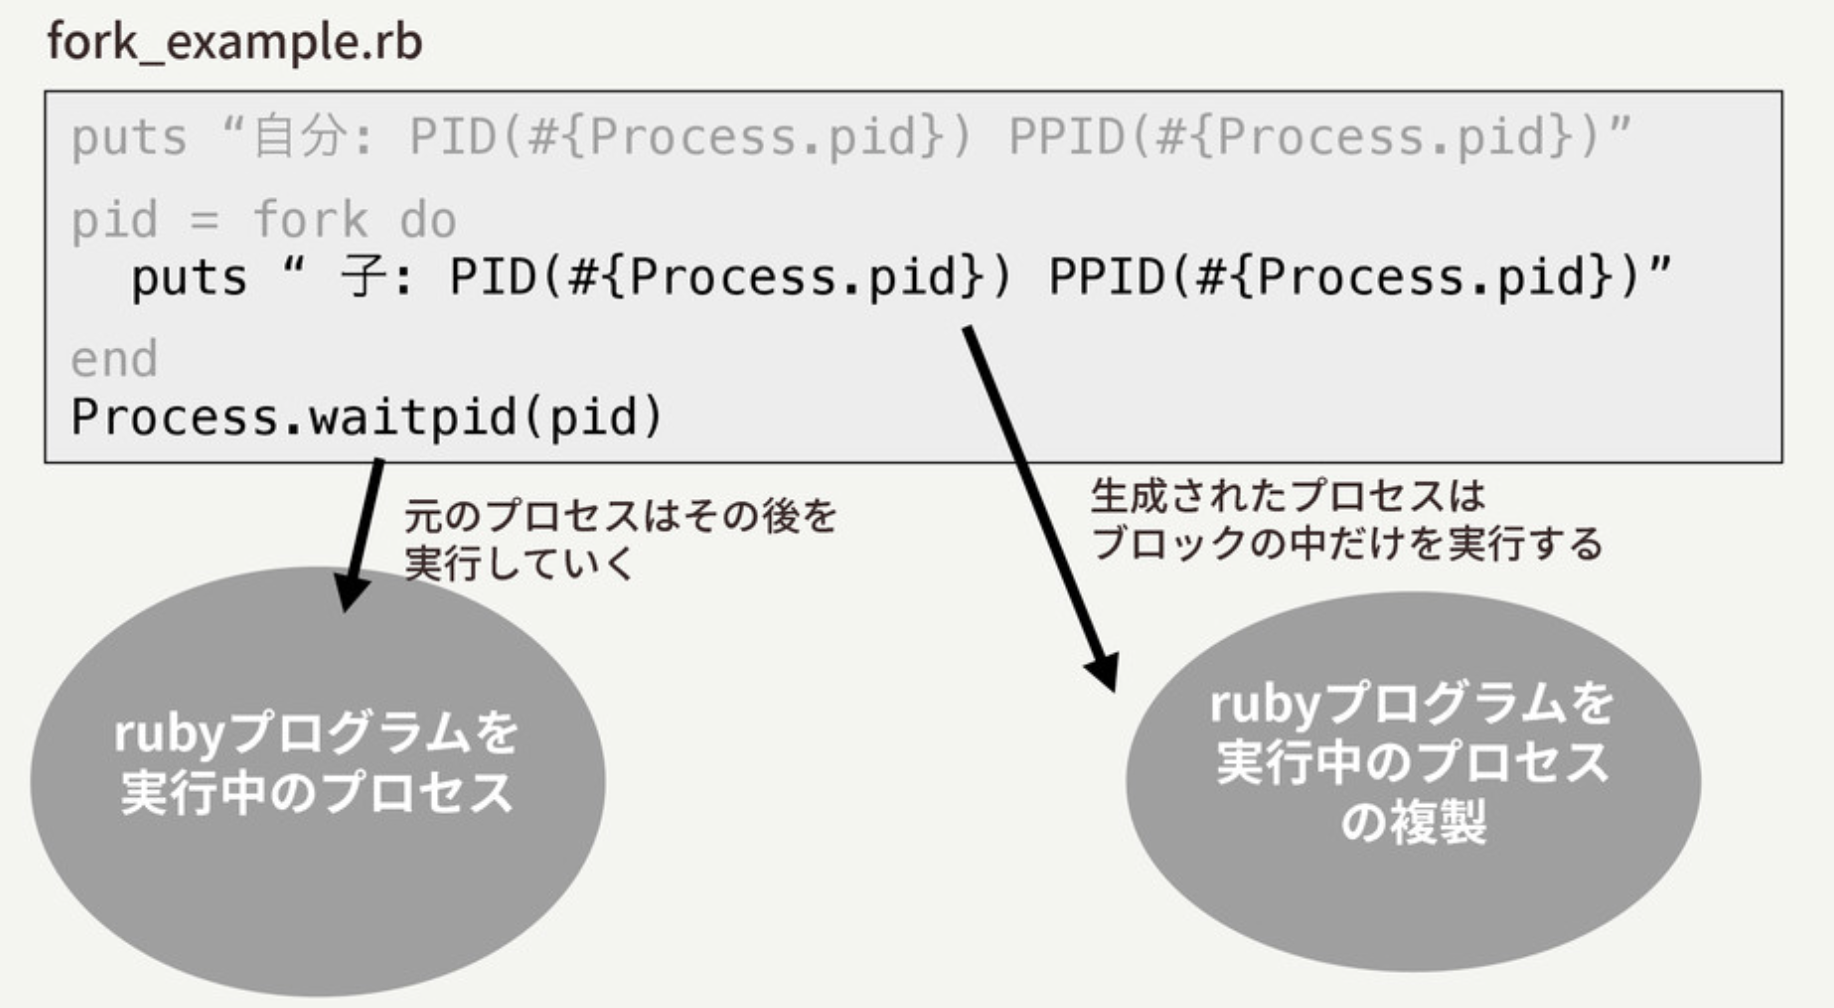 fork_example.rb
puts “自分: PID(#{Process.pid}) PPID(#{Process.pid})”
pid = fork do
puts “ 子: PID(#{Process.pid}) PPID(#{Process.pid})”
end
Process.waitpid(pid)
元のプロセスはその後を
実行していく
生成されたプロセスは
ブロックの中だけを実行する
rubyプログラムを
実行中のプロセス
rubyプログラムを
実行中のプロセス
の複製